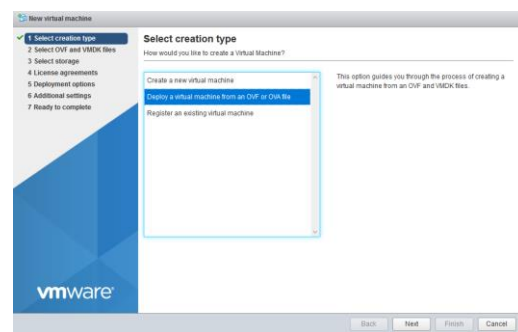 New virtual machine
1 Select creation type
2 Select OVF and VMDK files
3 Select storage
4 License agreements
5 Deployment options
6 Additional settings
7 Ready to complete
vmware
Select creation type
How would you like to create a Virtual Machine?
Create a new virtual machine
Deploy a virtual machine from an OVF or OVA file
Register an existing virtual machine
This option guides you through the process of creating a
virtual machine from an OVF and VMDK files.
Back Next Finish Cancel